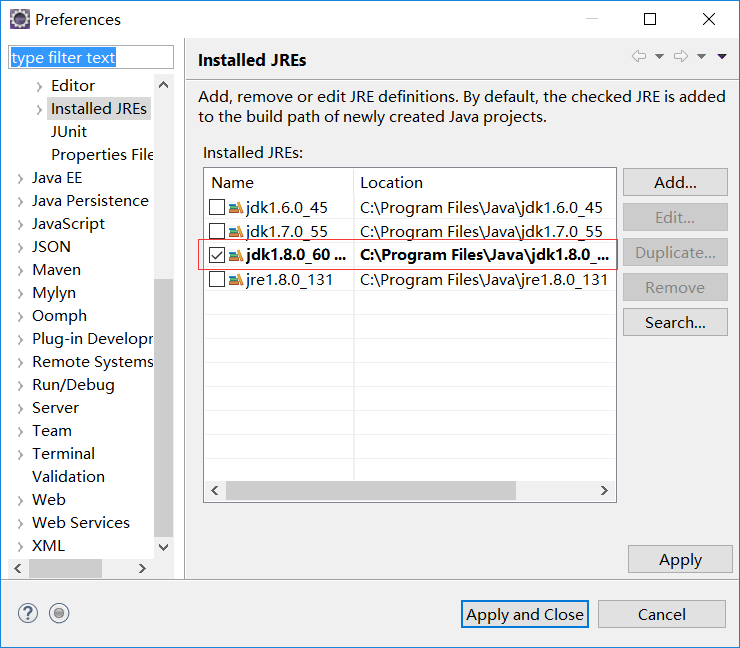 Preferences
type filter text
Editor
Installed JREs
JUnit
Properties File
Java EE
Java Persistence
JavaScript
JSON
Maven
Mylyn
Oomph
Plug-in Developr
Remote Systems
Run/Debug
Server
Team
Terminal
Validation
Web
Web Services
XML
Installed JREs
Add, remove or edit JRE definitions. By default, the checked JRE is added
to the build path of newly created Java projects.
Installed JREs:
Name Location
jdk1.6.0_45 C:\Program Files\Java\jdk1.6.0_45
jdk1.7.0_55 C:\Program Files\Java\jdk1.7.0_55
jdk1.8.0_60 ... C:\Program Files\Java\jdk1.8.0_...
jre1.8.0_131 C:\Program Files\Java\jre1.8.0_131
Add...
Edit...
Duplicate...
Remove
Search...
Apply
?
Apply and Close
Cancel